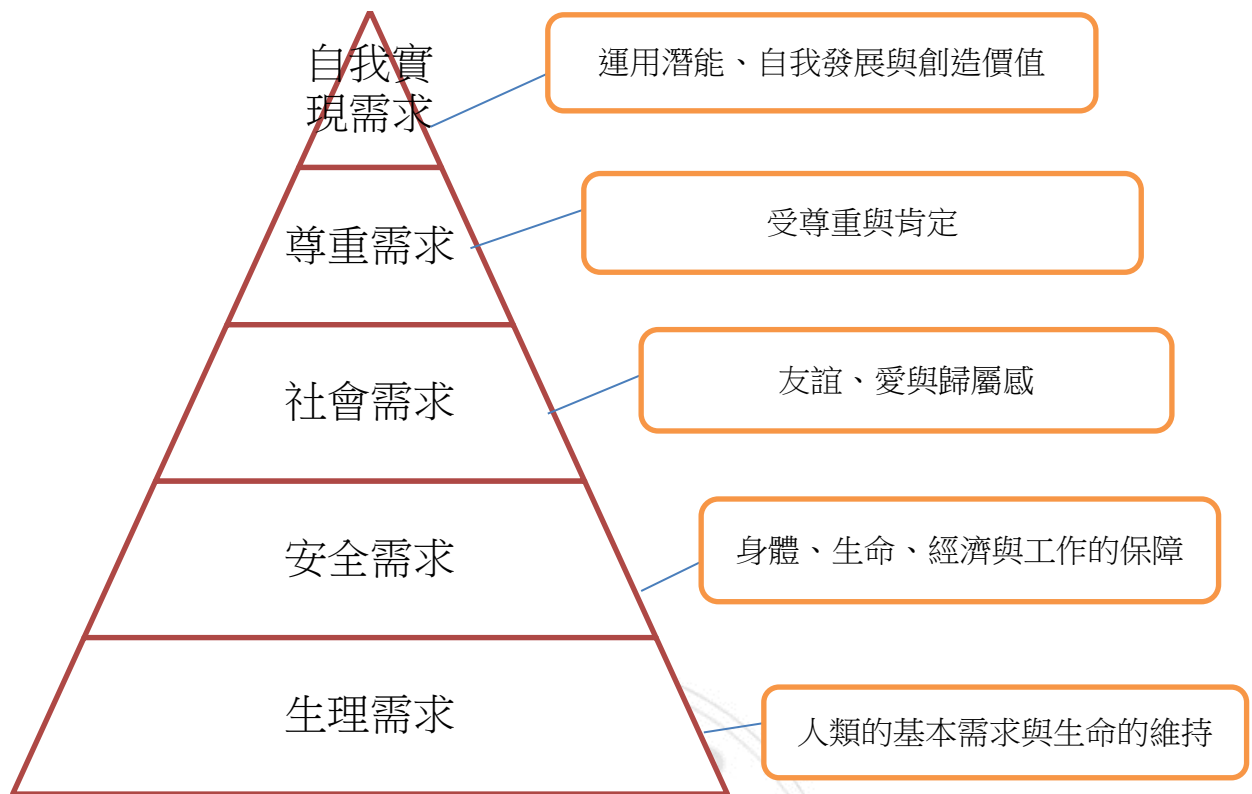 自我實
現需求
運用潛能、自我發展與創造價值
尊重需求
受尊重與肯定
社會需求
友誼、愛與歸屬感
安全需求
身體、生命、經濟與工作的保障
生理需求
人類的基本需求與生命的維持